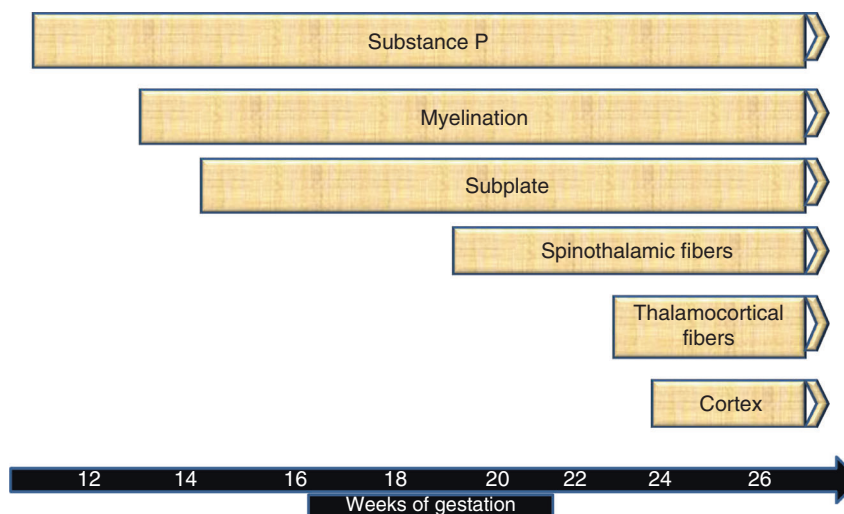 Substance P
Myelination
Subplate
Spinothalamic fibers
Thalamocortical
fibers
Cortex
12 14 16 18 20 22 24 26
Weeks of gestation